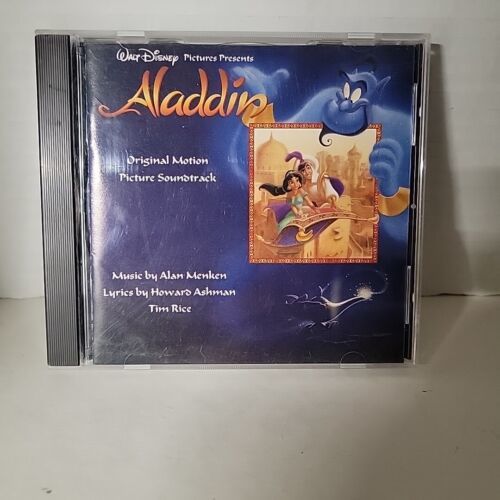 Walt Disney Pictures Presents
Aladdin
Original Motion
Picture Soundtrack
Music by Alan Menken
Lyrics by Howard Ashman
Tim Rice